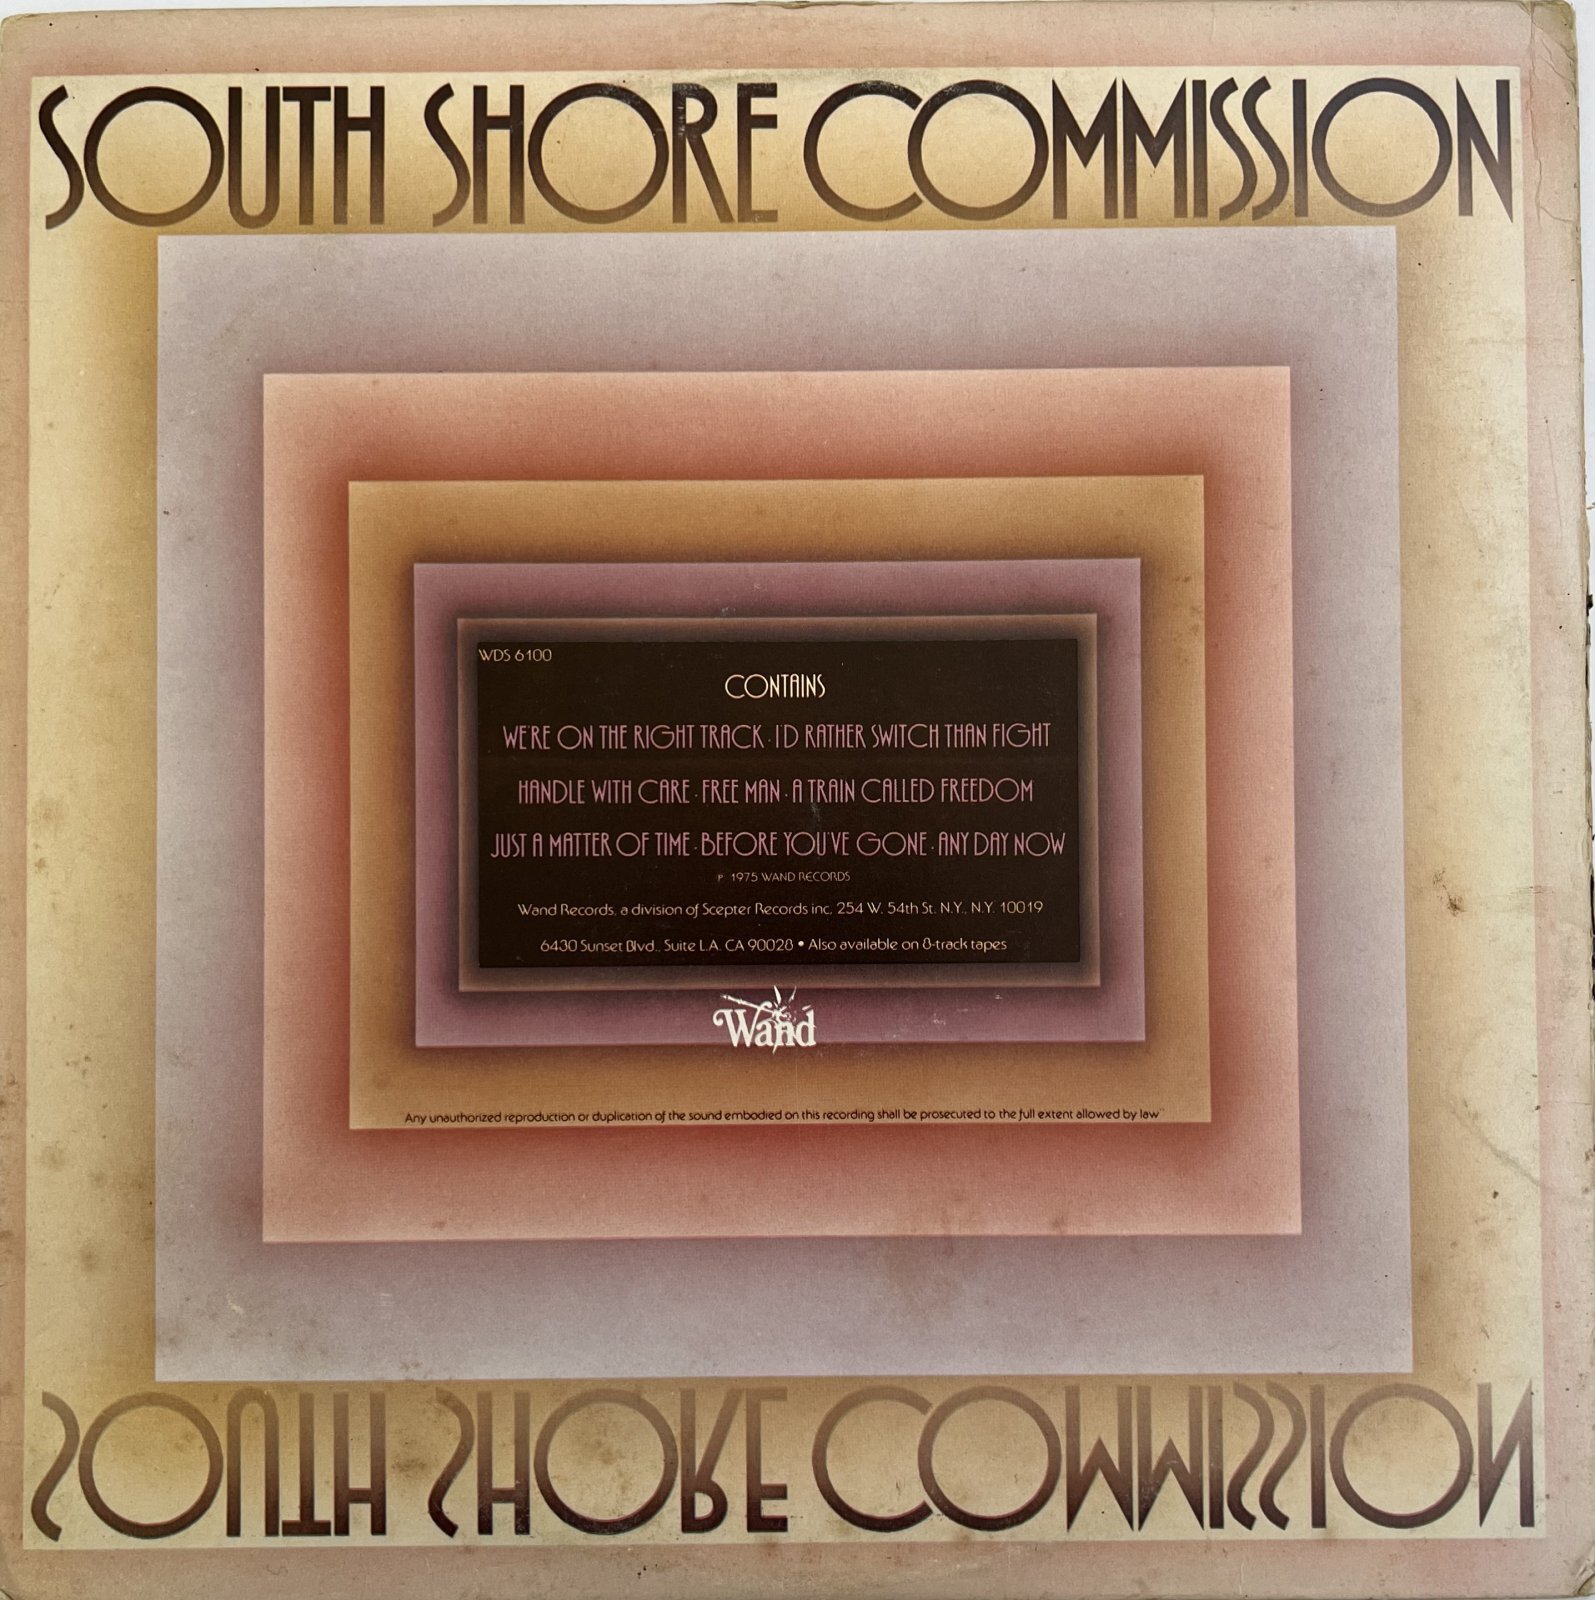 SOUTH SHORE COMMISSION
WDS 6100
CONTAINS
WE'RE ON THE RIGHT TRACK · I'D RATHER SWITCH THAN FIGHT
HANDLE WITH CARE · FREE MAN · A TRAIN CALLED FREEDOM
JUST A MATTER OF TIME · BEFORE YOU'VE GONE · ANY DAY NOW
℗ 1975 WAND RECORDS
Wand Records, a division of Scepter Records inc. 254 W. 54th St. N.Y., N.Y. 10019
6430 Sunset Blvd., Suite L.A. CA 90028 • Also available on 8-track tapes
Wand
Any unauthorized reproduction or duplication of the sound embodied on this recording shall be prosecuted to the full extent allowed by law"
SOUTH SHORE COMMISSION